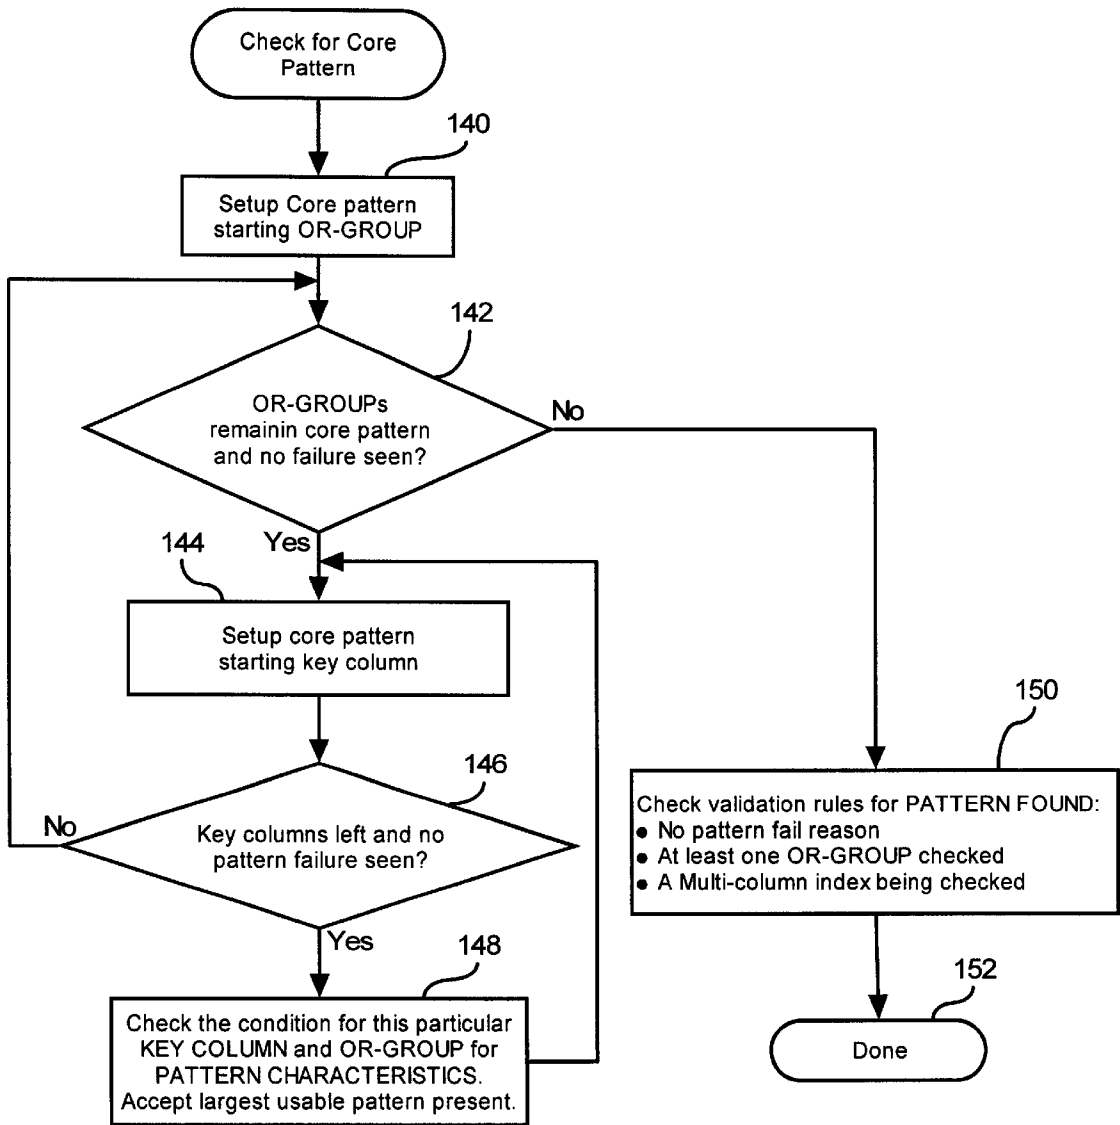 Check for Core
Pattern
140
Setup Core pattern
starting OR-GROUP
142
OR-GROUPs
remainin core pattern
and no failure seen?
No
Yes
144
Setup core pattern
starting key column
146
No
Key columns left and no
pattern failure seen?
Yes
148
Check the condition for this particular
KEY COLUMN and OR-GROUP for
PATTERN CHARACTERISTICS.
Accept largest usable pattern present.
150
Check validation rules for PATTERN FOUND:
● No pattern fail reason
● At least one OR-GROUP checked
● A Multi-column index being checked
152
Done